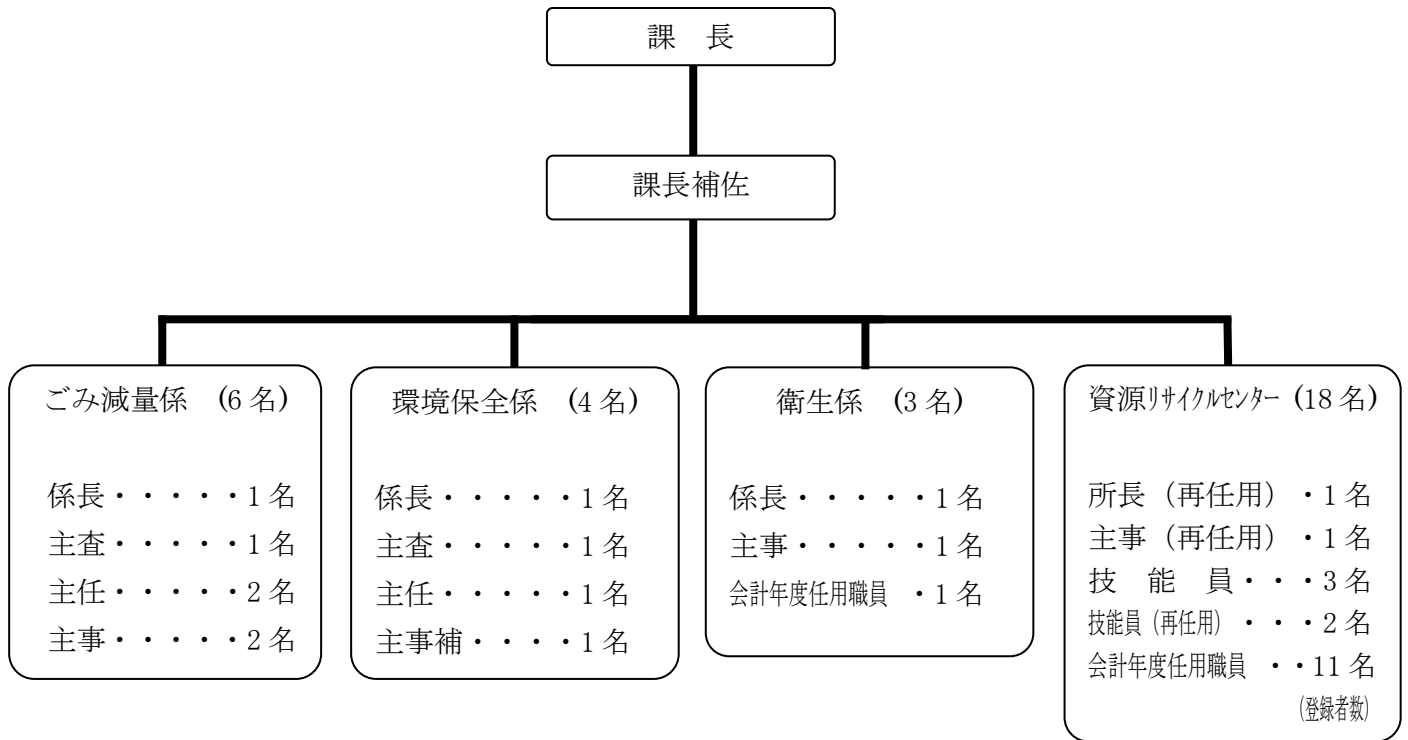 課　長
課長補佐
ごみ減量係　(6 名)
係長・・・・・1 名
主査・・・・・1 名
主任・・・・・2 名
主事・・・・・2 名
環境保全係　(4 名)
係長・・・・・1 名
主査・・・・・1 名
主任・・・・・1 名
主事補・・・・1 名
衛生係　(3 名)
係長・・・・・1 名
主事・・・・・1 名
会計年度任用職員　・1 名
資源リサイクルセンター (18 名)
所長（再任用）・1 名
主事（再任用）・1 名
技　能　員・・・3 名
技能員（再任用）・・・2 名
会計年度任用職員　・・11 名
(登録者数)